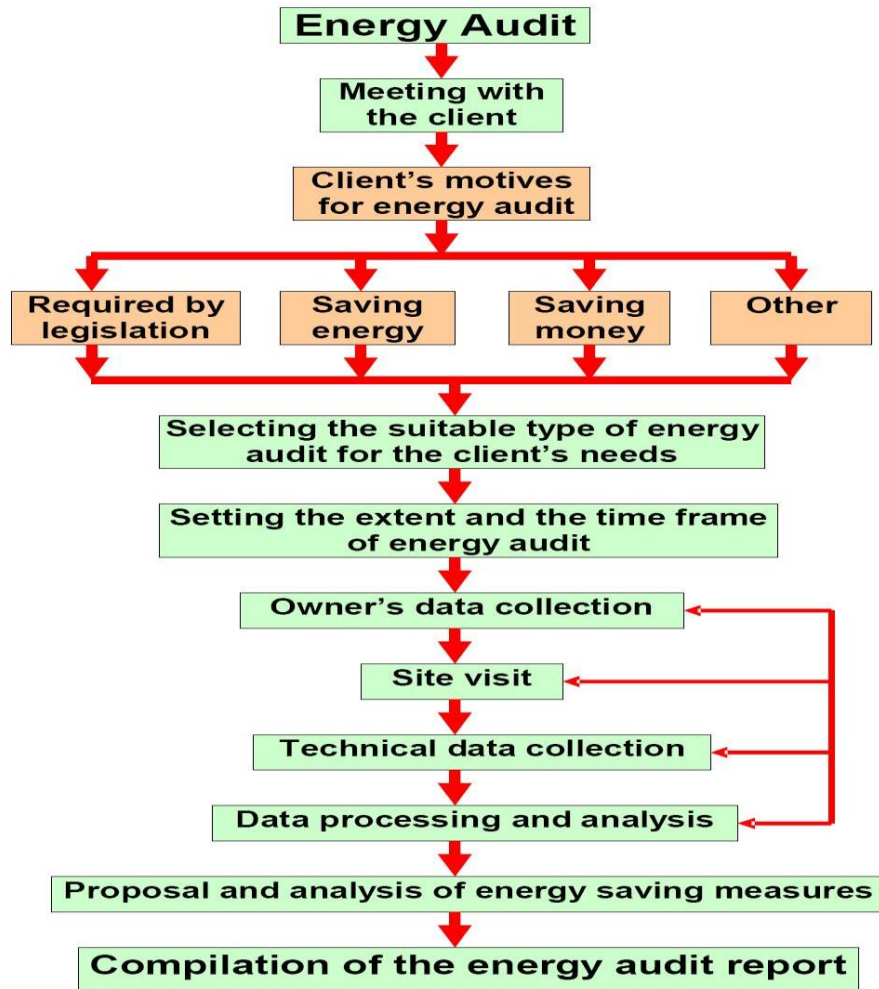 Energy Audit
Meeting with
the client
Client's motives
for energy audit
Required by
legislation
Saving
energy
Saving
money
Other
Selecting the suitable type of energy
audit for the client's needs
Setting the extent and the time frame
of energy audit
Owner's data collection
Site visit
Technical data collection
Data processing and analysis
Proposal and analysis of energy saving measures
Compilation of the energy audit report